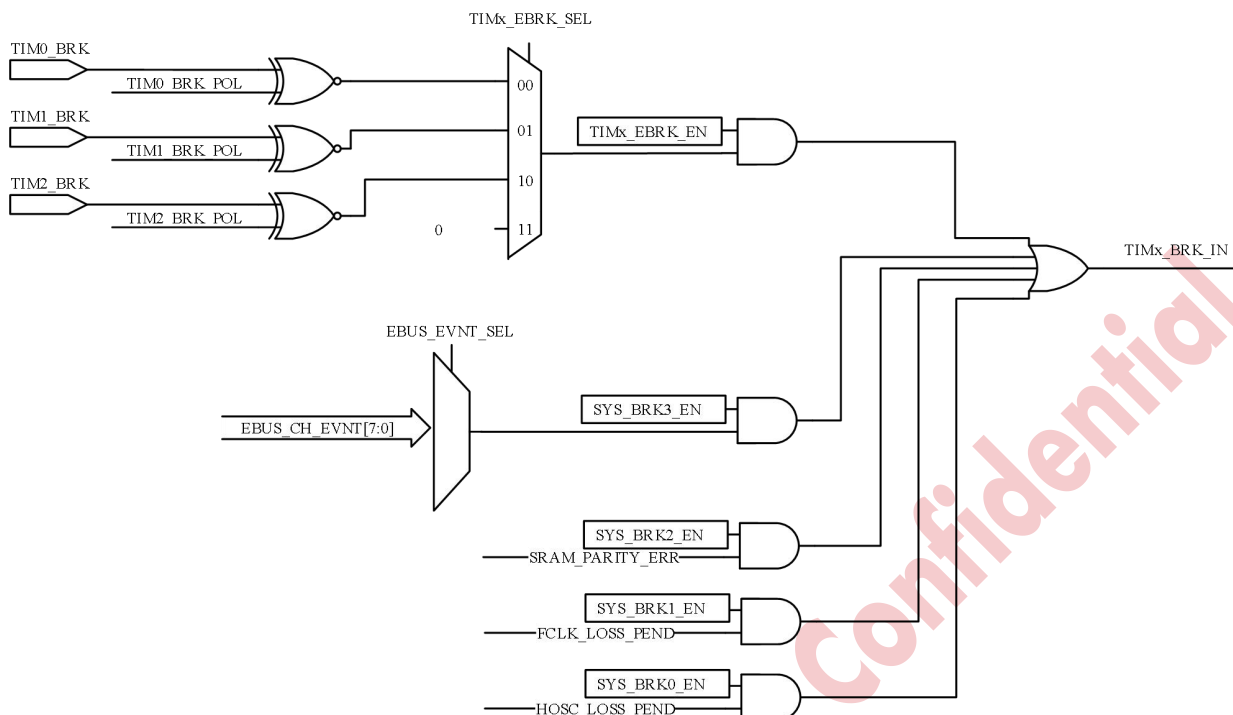 TIMx_EBRK_SEL
TIM0_BRK
TIM0_BRK_POL
00
TIM1_BRK
TIM1_BRK_POL
01
TIMx_EBRK_EN
TIM2_BRK
TIM2_BRK_POL
10
0
11
TIMx_BRK_IN
EBUS_EVNT_SEL
EBUS_CH_EVNT[7:0]
SYS_BRK3_EN
SYS_BRK2_EN
SRAM_PARITY_ERR
SYS_BRK1_EN
FCLK_LOSS_PEND
SYS_BRK0_EN
HOSC_LOSS_PEND
Confidential